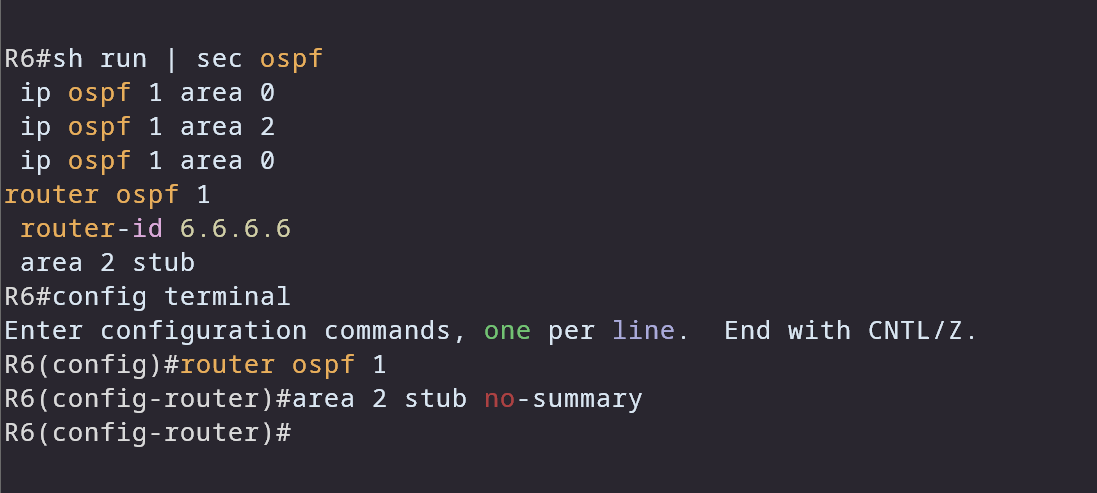 R6#sh run | sec ospf
 ip ospf 1 area 0
 ip ospf 1 area 2
 ip ospf 1 area 0
router ospf 1
 router-id 6.6.6.6
 area 2 stub
R6#config terminal
Enter configuration commands, one per line.  End with CNTL/Z.
R6(config)#router ospf 1
R6(config-router)#area 2 stub no-summary
R6(config-router)#